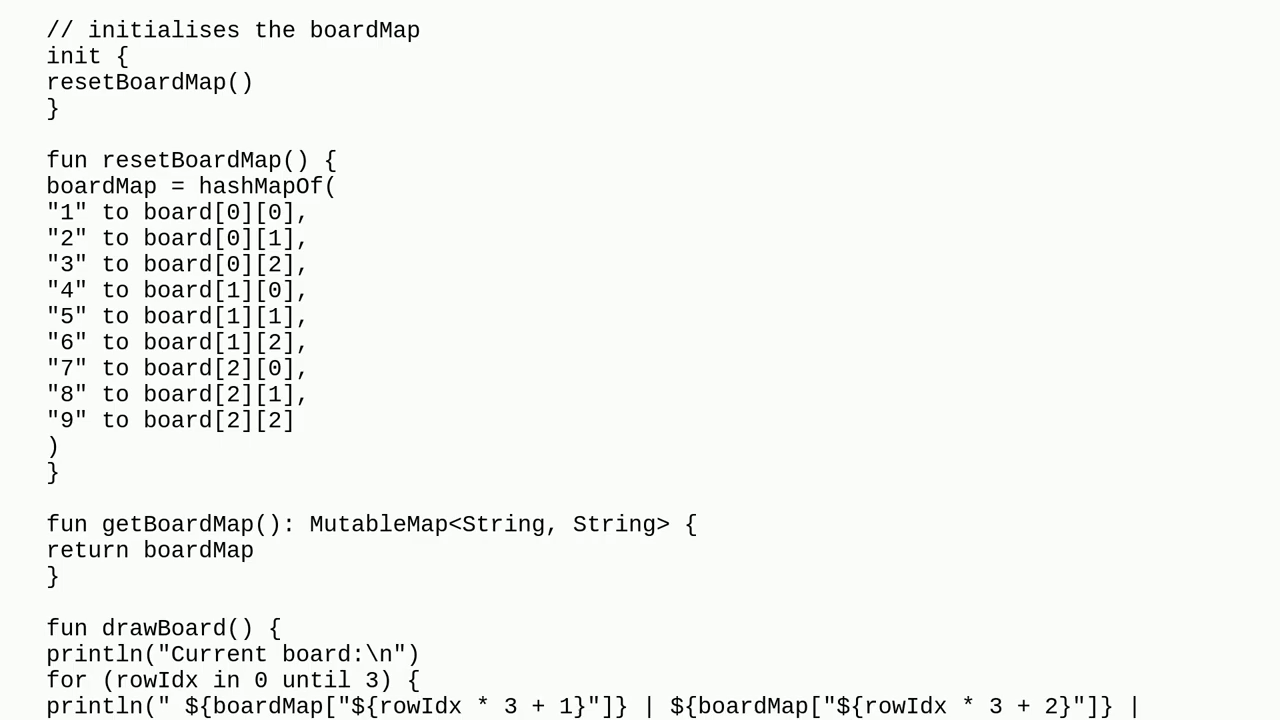 // initialises the boardMap
init {
resetBoardMap()
}

fun resetBoardMap() {
boardMap = hashMapOf(
"1" to board[0][0],
"2" to board[0][1],
"3" to board[0][2],
"4" to board[1][0],
"5" to board[1][1],
"6" to board[1][2],
"7" to board[2][0],
"8" to board[2][1],
"9" to board[2][2]
)
}

fun getBoardMap(): MutableMap<String, String> {
return boardMap
}

fun drawBoard() {
println("Current board:\n")
for (rowIdx in 0 until 3) {
println(" ${boardMap["${rowIdx * 3 + 1}"]} | ${boardMap["${rowIdx * 3 + 2}"]} |